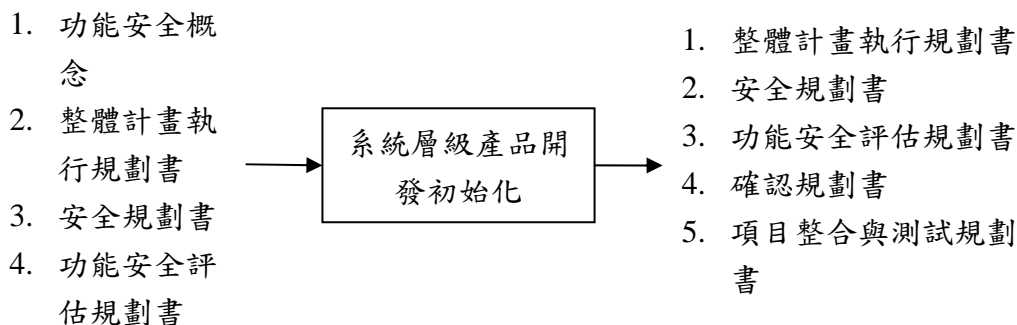 1. 功能安全概
念
2. 整體計畫執
行規劃書
3. 安全規劃書
4. 功能安全評
估規劃書
系統層級產品開
發初始化
1. 整體計畫執行規劃書
2. 安全規劃書
3. 功能安全評估規劃書
4. 確認規劃書
5. 項目整合與測試規劃
書